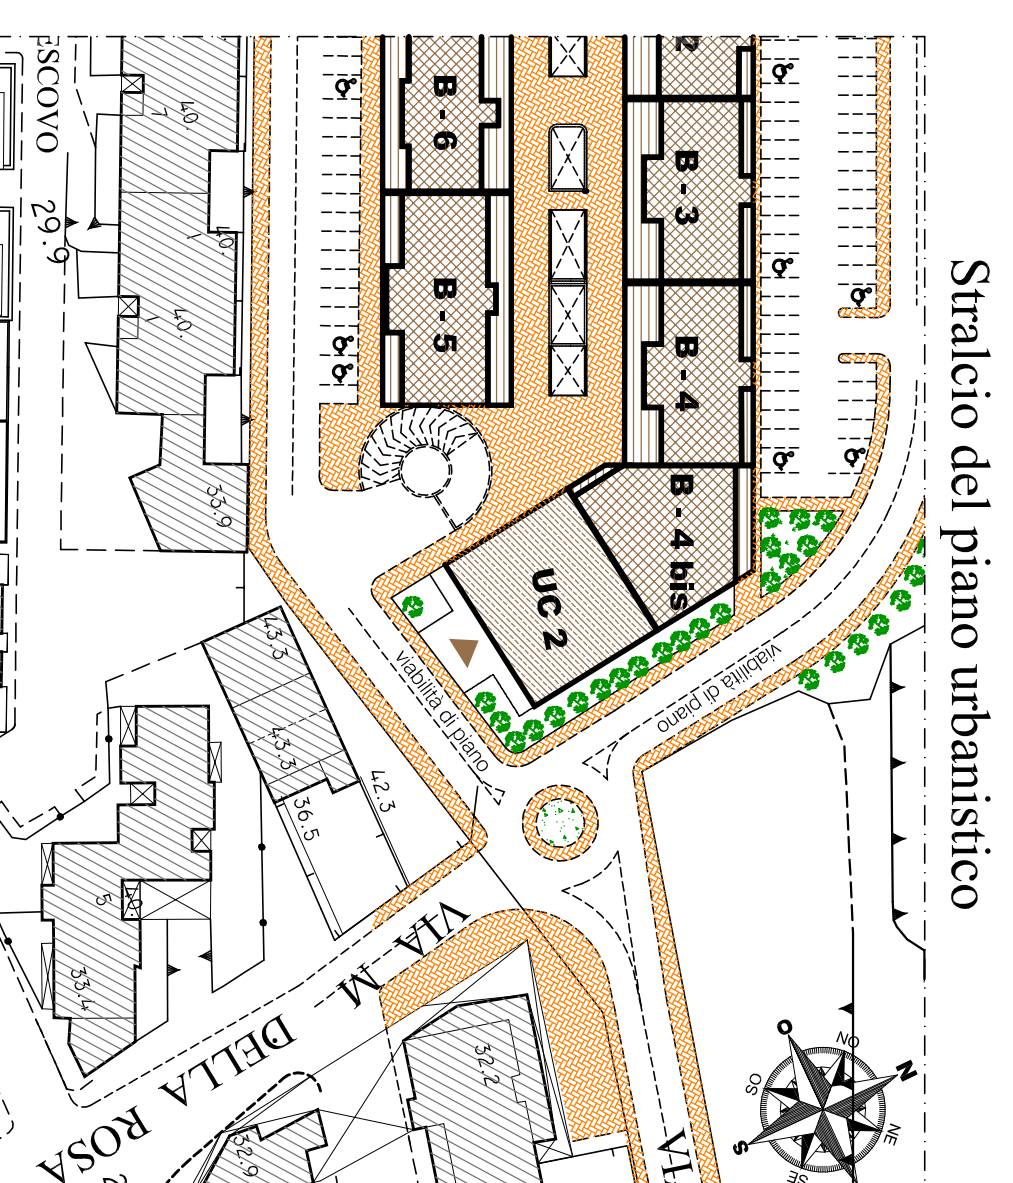 Stralcio del piano urbanistico
B - 6
B - 5
B - 3
B - 4
B - 4 bis
UC 2
viabilità di piano
viabilità di piano
ESCOVO
29.9
40.
40.
40.
33.9
43.3
43.3
42.3
36.5
5
33.4
32.2
32.9
VIA M
DELLA ROSA
N
NE
SE
S
SO
O
NO